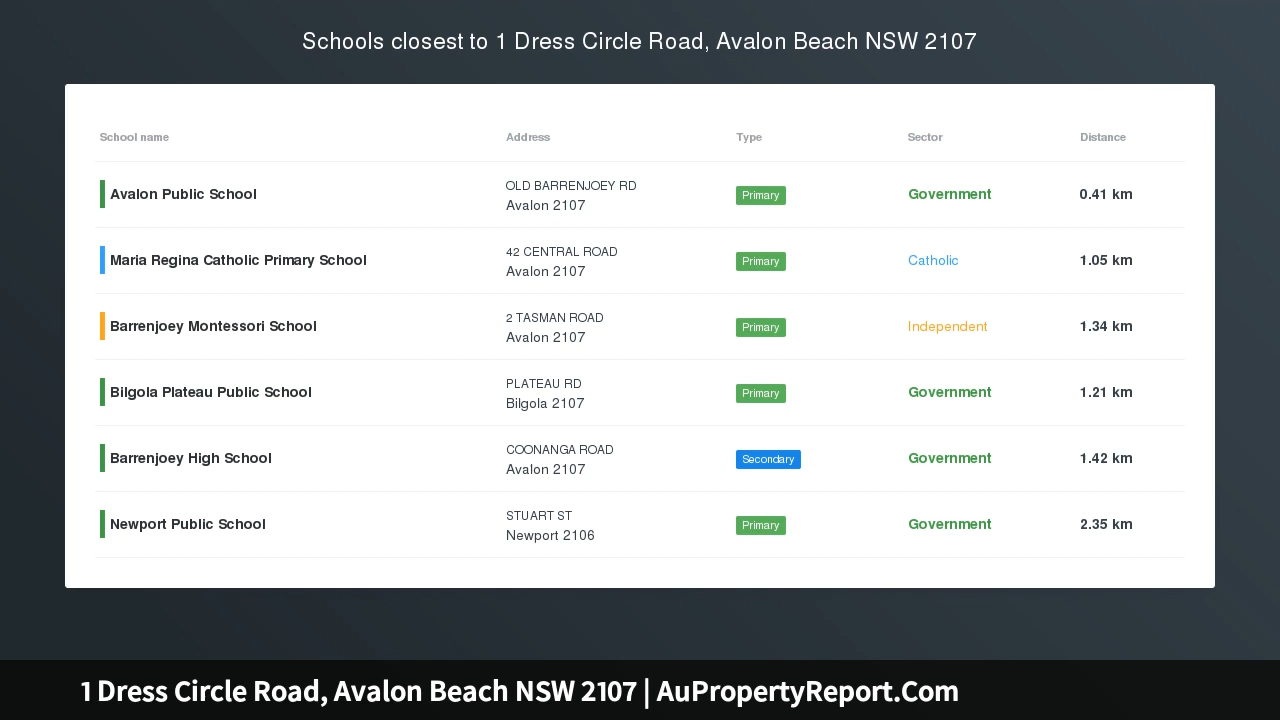 Schools closest to 1 Dress Circle Road, Avalon Beach NSW 2107
School name Address Type Sector Distance
Avalon Public School OLD BARRENJOEY RD Avalon 2107 Primary Government 0.41 km
Maria Regina Catholic Primary School 42 CENTRAL ROAD Avalon 2107 Primary Catholic 1.05 km
Barrenjoey Montessori School 2 TASMAN ROAD Avalon 2107 Primary Independent 1.34 km
Bilgola Plateau Public School PLATEAU RD Bilgola 2107 Primary Government 1.21 km
Barrenjoey High School COONANGA ROAD Avalon 2107 Secondary Government 1.42 km
Newport Public School STUART ST Newport 2106 Primary Government 2.35 km
1 Dress Circle Road, Avalon Beach NSW 2107 | AuPropertyReport.Com